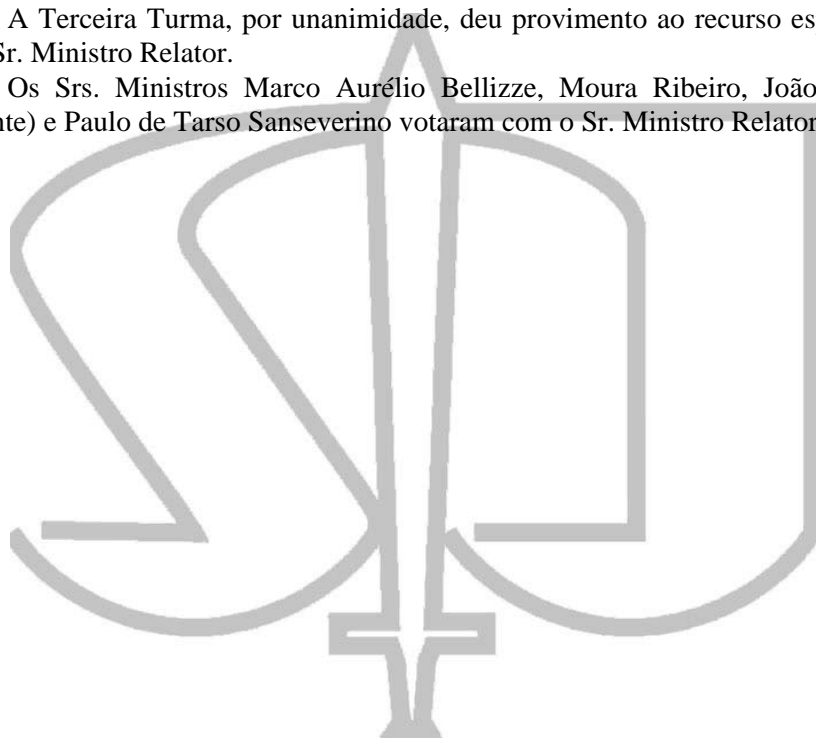 A Terceira Turma, por unanimidade, deu provimento ao recurso es
Sr. Ministro Relator.
Os Srs. Ministros Marco Aurélio Bellizze, Moura Ribeiro, João
nte) e Paulo de Tarso Sanseverino votaram com o Sr. Ministro Relator
STJ